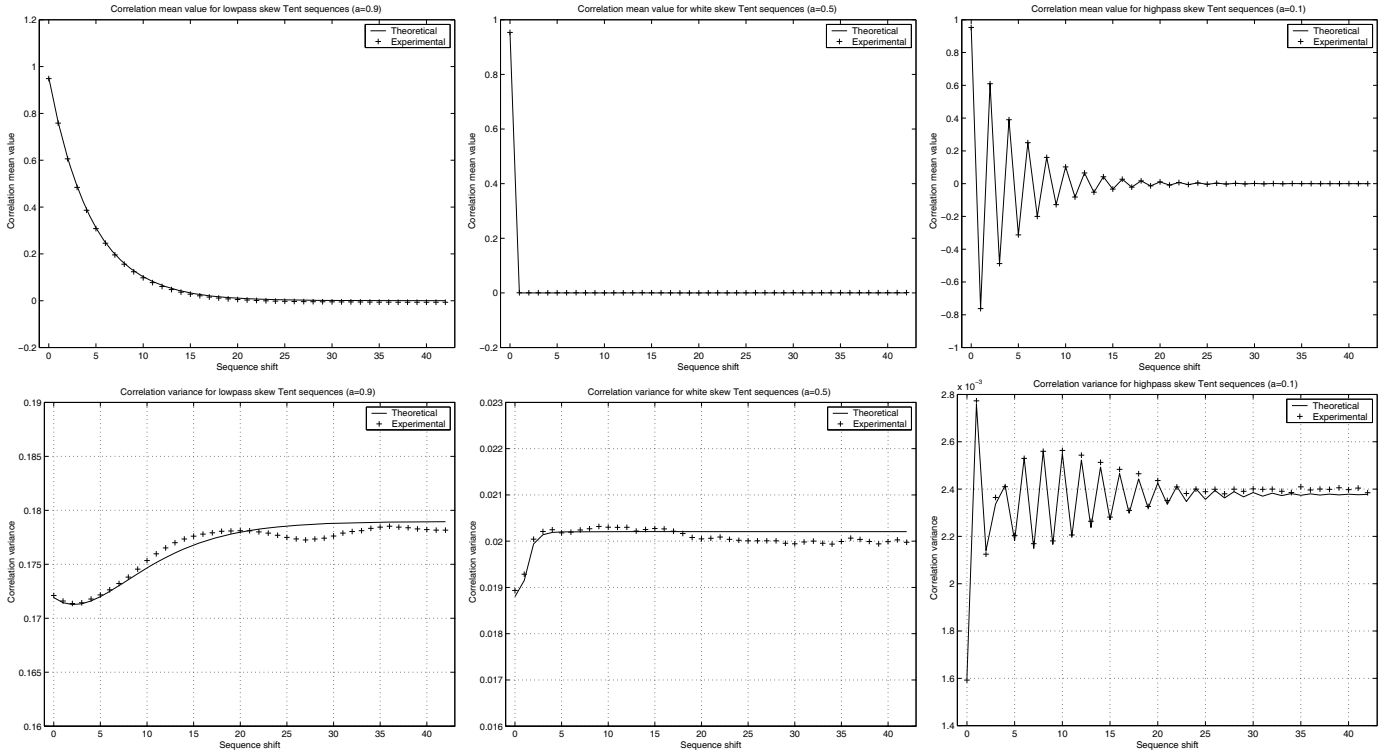 Correlation mean value for lowpass skew Tent sequences (a=0.9)
1.2
1
0.8
0.6
0.4
0.2
0
−0.2
Correlation mean value
0 5 10 15 20 25 30 35 40
Sequence shift
Theoretical
Experimental
Correlation mean value for white skew Tent sequences (a=0.5)
1
0.8
0.6
0.4
0.2
0
−0.2
Correlation mean value
0 5 10 15 20 25 30 35 40
Sequence shift
Theoretical
Experimental
Correlation mean value for highpass skew Tent sequences (a=0.1)
1
0.8
0.6
0.4
0.2
0
−0.2
−0.4
−0.6
−0.8
−1
Correlation mean value
0 5 10 15 20 25 30 35 40
Sequence shift
Theoretical
Experimental
Correlation variance for lowpass skew Tent sequences (a=0.9)
0.19
0.185
0.18
0.175
0.17
0.165
0.16
Correlation variance
0 5 10 15 20 25 30 35 40
Sequence shift
Theoretical
Experimental
Correlation variance for white skew Tent sequences (a=0.5)
0.023
0.022
0.021
0.02
0.019
0.018
0.017
0.016
Correlation variance
0 5 10 15 20 25 30 35 40
Sequence shift
Theoretical
Experimental
Correlation variance for highpass skew Tent sequences (a=0.1)
x 10⁻³
2.8
2.6
2.4
2.2
2
1.8
1.6
1.4
Correlation variance
0 5 10 15 20 25 30 35 40
Sequence shift
Theoretical
Experimental